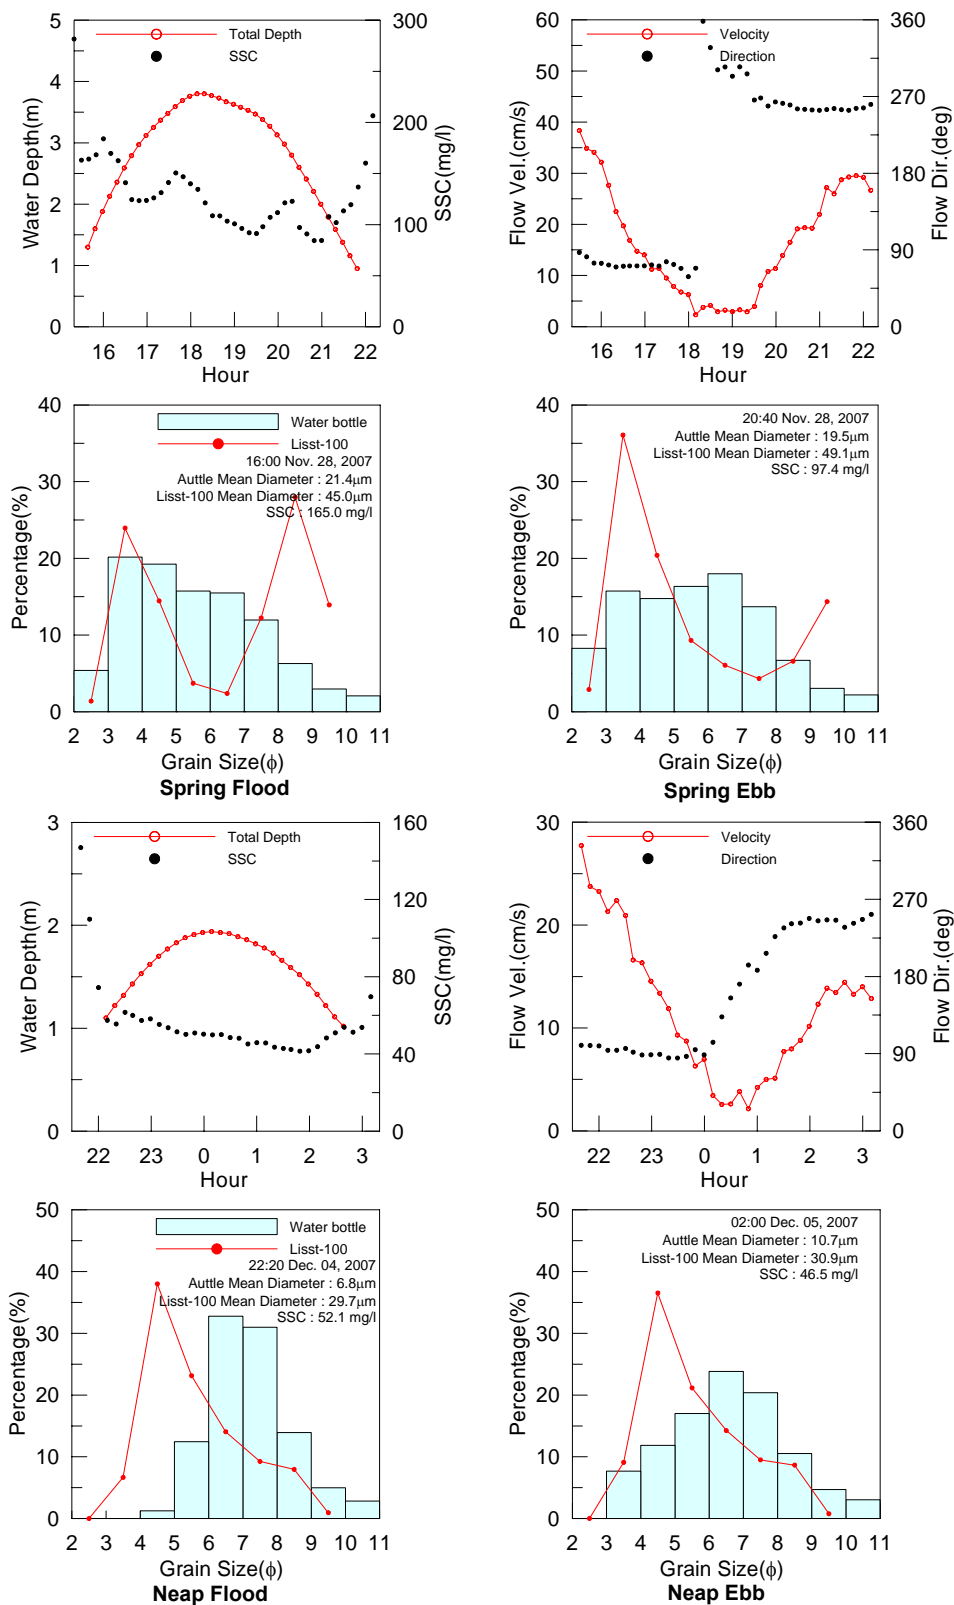 Total Depth
SSC
Water Depth(m)
0 1 2 3 4 5
SSC(mg/l)
0 100 200 300
16 17 18 19 20 21 22
Hour
Velocity
Direction
Flow Vel.(cm/s)
0 10 20 30 40 50 60
Flow Dir.(deg)
0 90 180 270 360
16 17 18 19 20 21 22
Hour
Water bottle
Lisst-100
16:00 Nov. 28, 2007
Auttle Mean Diameter : 21.4μm
Lisst-100 Mean Diameter : 45.0μm
SSC : 165.0 mg/l
Percentage(%)
0 10 20 30 40
2 3 4 5 6 7 8 9 10 11
Grain Size(ϕ)
Spring Flood
20:40 Nov. 28, 2007
Auttle Mean Diameter : 19.5μm
Lisst-100 Mean Diameter : 49.1μm
SSC : 97.4 mg/l
Percentage(%)
0 10 20 30 40
2 3 4 5 6 7 8 9 10 11
Grain Size(ϕ)
Spring Ebb
Total Depth
SSC
Water Depth(m)
0 1 2 3
SSC(mg/l)
0 40 80 120 160
22 23 0 1 2 3
Hour
Velocity
Direction
Flow Vel.(cm/s)
0 10 20 30
Flow Dir.(deg)
0 90 180 270 360
22 23 0 1 2 3
Hour
Water bottle
Lisst-100
22:20 Dec. 04, 2007
Auttle Mean Diameter : 6.8μm
Lisst-100 Mean Diameter : 29.7μm
SSC : 52.1 mg/l
Percentage(%)
0 10 20 30 40 50
2 3 4 5 6 7 8 9 10 11
Grain Size(ϕ)
Neap Flood
02:00 Dec. 05, 2007
Auttle Mean Diameter : 10.7μm
Lisst-100 Mean Diameter : 30.9μm
SSC : 46.5 mg/l
Percentage(%)
0 10 20 30 40 50
2 3 4 5 6 7 8 9 10 11
Grain Size(ϕ)
Neap Ebb